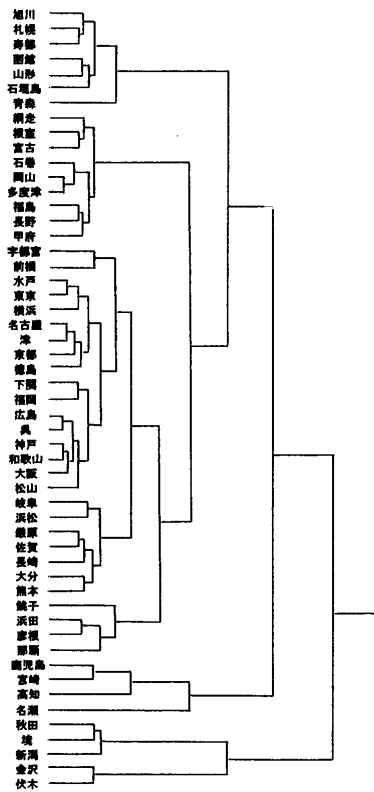 旭川
札幌
寿都
函館
山形
石垣島
青森
網走
根室
宮古
石巻
岡山
多度津
福島
長野
甲府
宇都宮
前橋
水戸
東京
横浜
名古屋
津
京都
徳島
下関
福岡
広島
呉
神戸
和歌山
大阪
松山
岐阜
浜松
厳原
佐賀
長崎
大分
熊本
銚子
浜田
彦根
那覇
鹿児島
宮崎
高知
名瀬
秋田
境
新潟
金沢
伏木